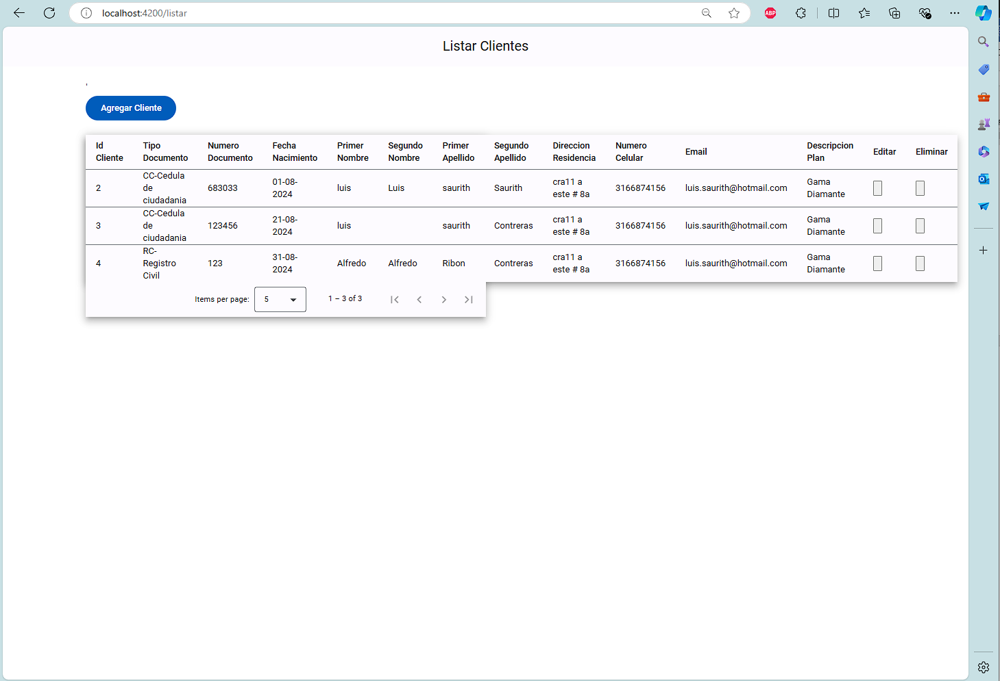 localhost:4200/listar
ABP
Listar Clientes
,
Agregar Cliente
Id Cliente Tipo Documento Numero Documento Fecha Nacimiento Primer Nombre Segundo Nombre Primer Apellido Segundo Apellido Direccion Residencia Numero Celular Email Descripcion Plan Editar Eliminar
2 CC-Cedula de ciudadania 683033 01-08-2024 luis Luis saurith Saurith cra11 a este # 8a 3166874156 luis.saurith@hotmail.com Gama Diamante
3 CC-Cedula de ciudadania 123456 21-08-2024 luis saurith Contreras cra11 a este # 8a 3166874156 luis.saurith@hotmail.com Gama Diamante
4 RC-Registro Civil 123 31-08-2024 Alfredo Alfredo Ribon Contreras cra11 a este # 8a 3166874156 luis.saurith@hotmail.com Gama Diamante
Items per page: 5 1 – 3 of 3